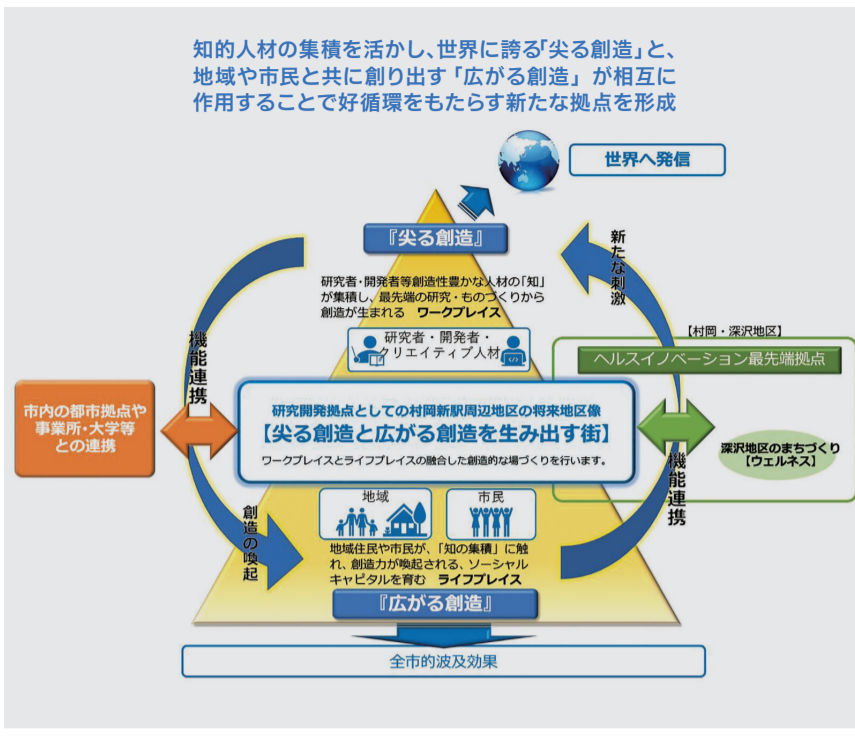 知的人材の集積を活かし、世界に誇る「尖る創造」と、
地域や市民と共に創り出す「広がる創造」が相互に
作用することで好循環をもたらす新たな拠点を形成
世界へ発信
『尖る創造』
新たな刺激
研究者・開発者等創造性豊かな人材の「知」
が集積し、最先端の研究・ものづくりから
創造が生まれる ワークプレイス
【村岡・深沢地区】
機能連携
研究者・開発者・
クリエイティブ人材
ヘルスイノベーション最先端拠点
市内の都市拠点や
事業所・大学等
との連携
研究開発拠点としての村岡新駅周辺地区の将来地区像
【尖る創造と広がる創造を生み出す街】
ワークプレイスとライフプレイスの融合した創造的な場づくりを行います。
深沢地区のまちづくり
【ウェルネス】
機能連携
創造の喚起
地域
市民
地域住民や市民が、「知の集積」に触
れ、創造力が喚起される、ソーシャル
キャピタルを育む ライフプレイス
『広がる創造』
全市的波及効果